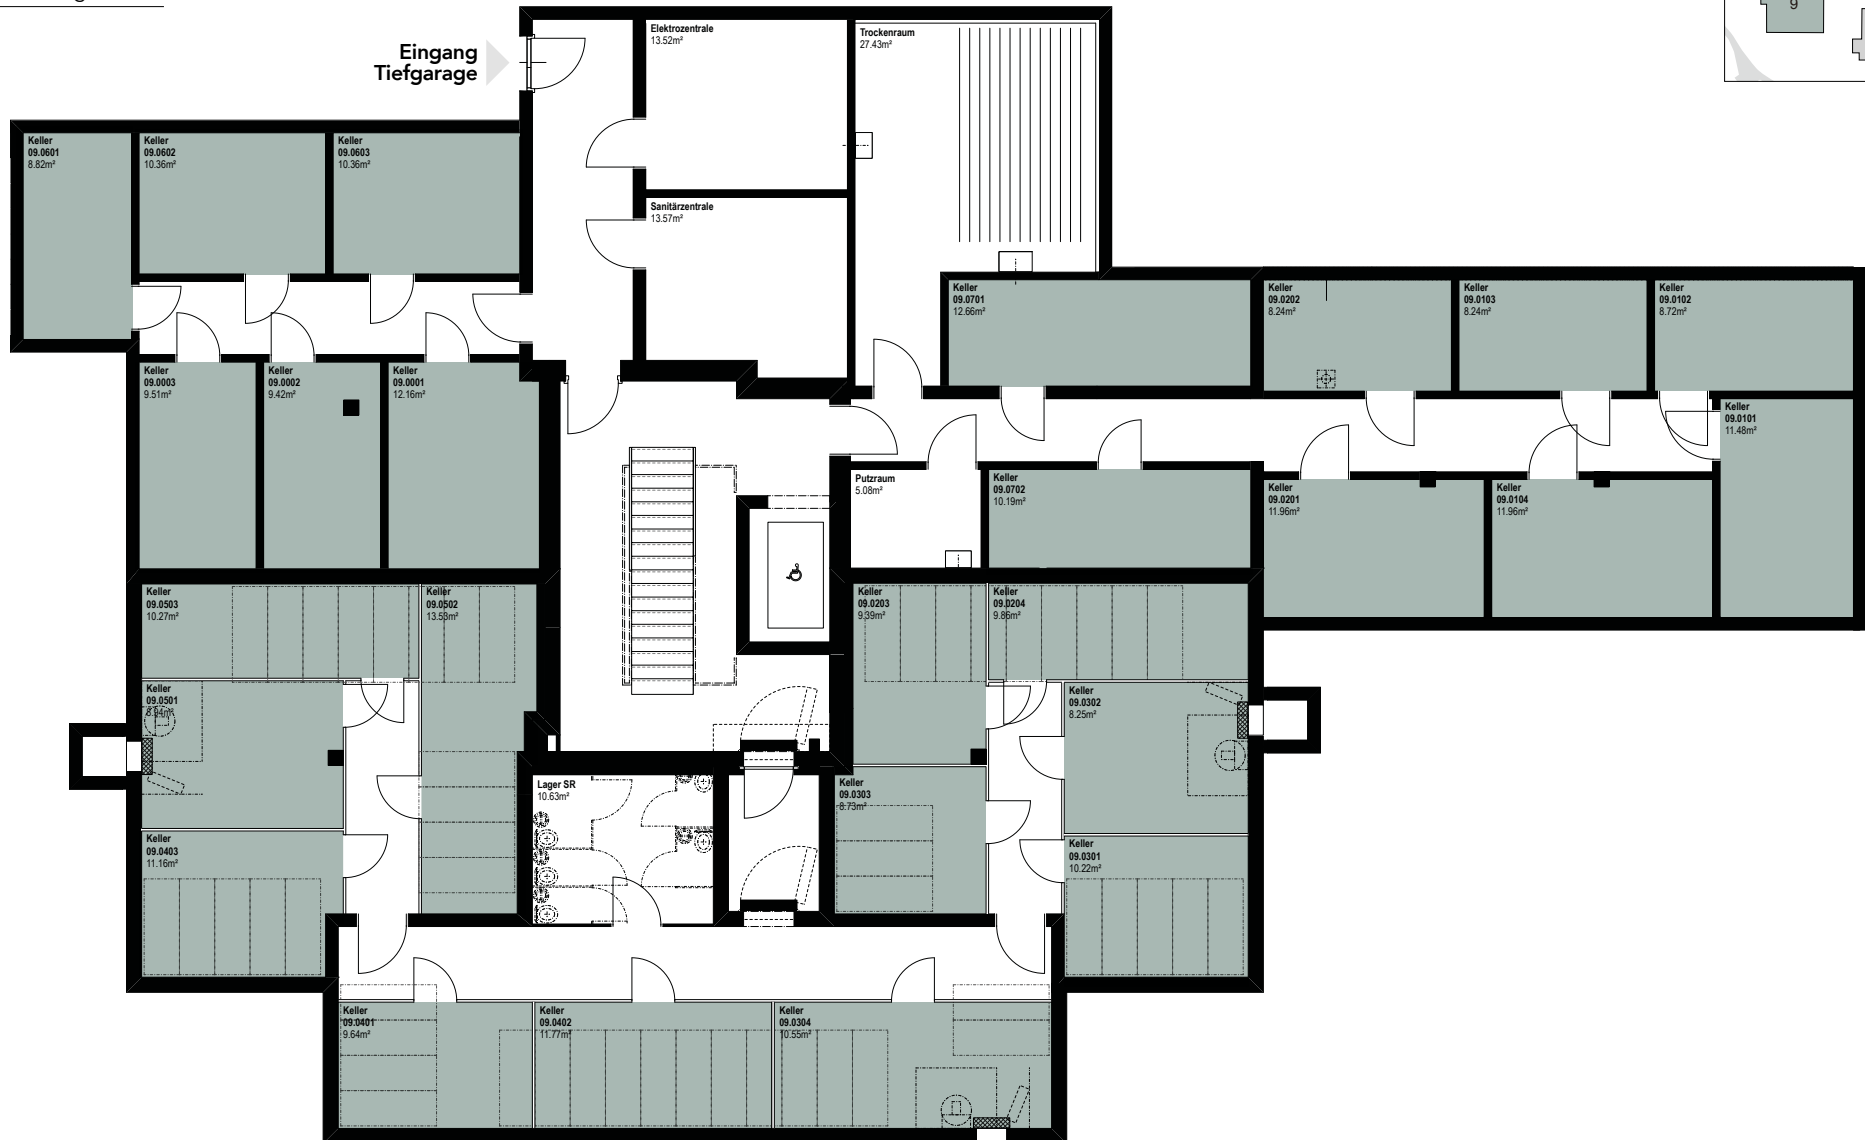 9
Eingang
Tiefgarage
Elektrozentrale
13.52m²
Trockenraum
27.43m²
Keller
09.0601
8.82m²
Keller
09.0602
10.36m²
Keller
09.0603
10.36m²
Sanitärzentrale
13.57m²
Keller
09.0701
12.66m²
Keller
09.0202
8.24m²
Keller
09.0103
8.24m²
Keller
09.0102
8.72m²
Keller
09.0003
9.51m²
Keller
09.0002
9.42m²
Keller
09.0001
12.16m²
Keller
09.0101
11.48m²
Putzraum
5.08m²
Keller
09.0702
10.19m²
Keller
09.0201
11.96m²
Keller
09.0104
11.96m²
Keller
09.0503
10.27m²
Keller
09.0502
13.53m²
Keller
09.0203
9.39m²
Keller
09.0204
9.86m²
Keller
09.0501
Keller
09.0302
8.25m²
Lager SR
10.63m²
Keller
09.0303
8.73m²
Keller
09.0403
11.16m²
Keller
09.0301
10.22m²
Keller
09.0401
9.64m²
Keller
09.0402
11.77m²
Keller
09.0304
10.55m²